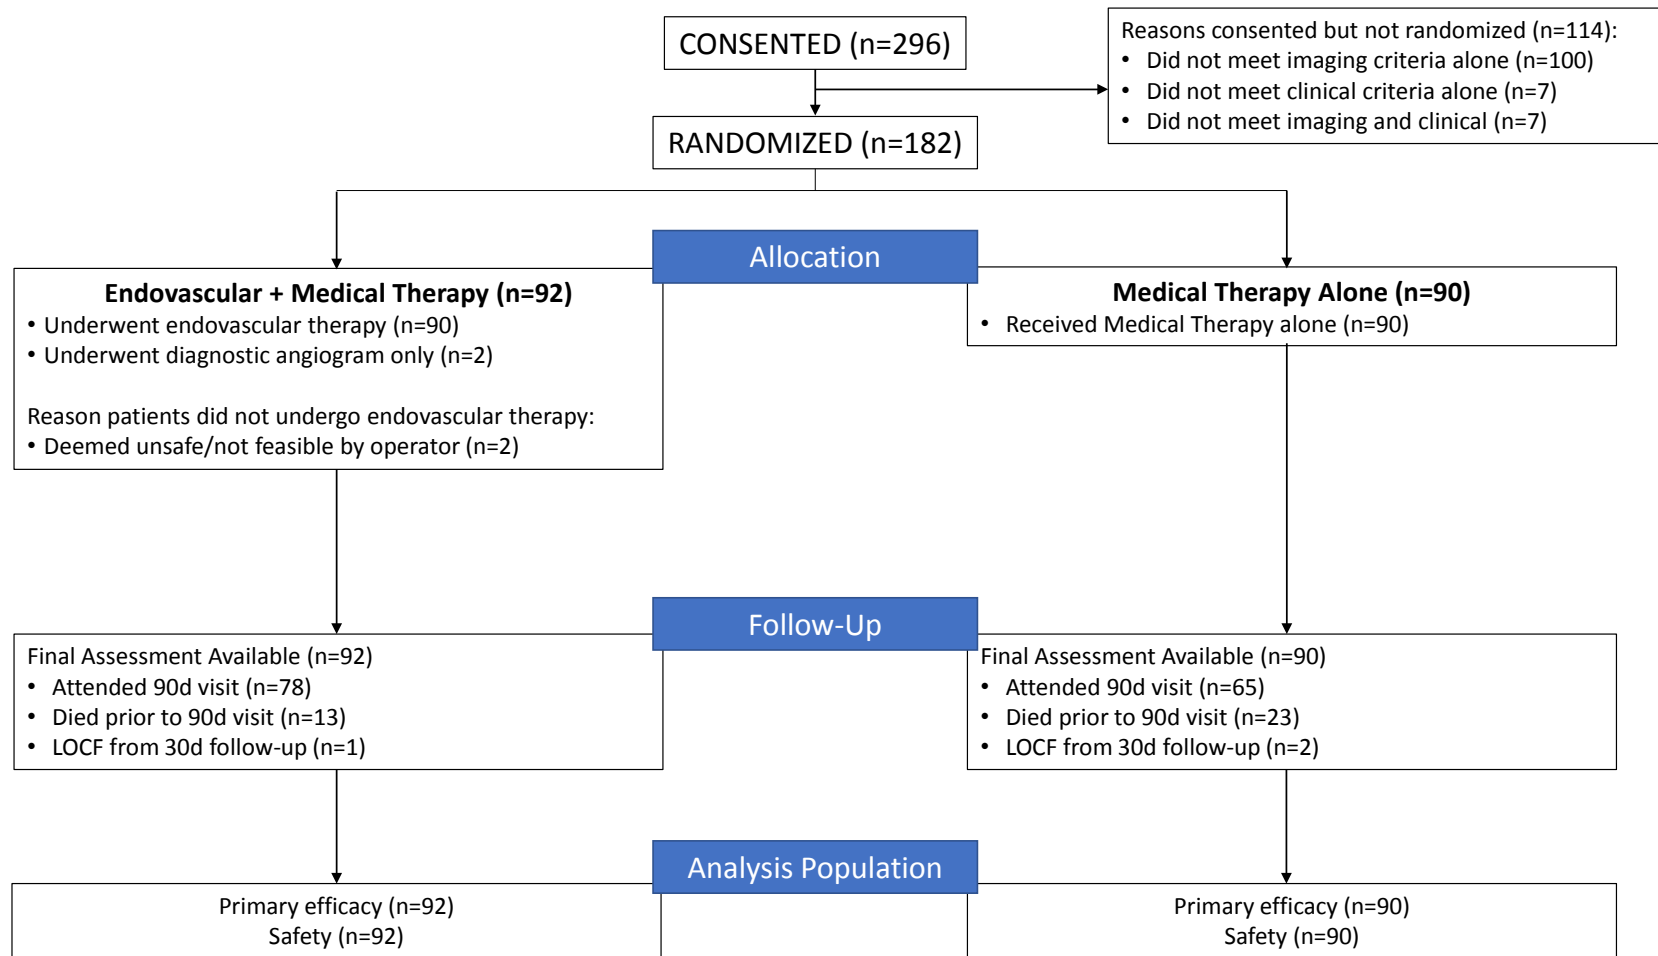 CONSENTED (n=296)
Reasons consented but not randomized (n=114):
• Did not meet imaging criteria alone (n=100)
• Did not meet clinical criteria alone (n=7)
• Did not meet imaging and clinical (n=7)
RANDOMIZED (n=182)
Allocation
Endovascular + Medical Therapy (n=92)
• Underwent endovascular therapy (n=90)
• Underwent diagnostic angiogram only (n=2)
Reason patients did not undergo endovascular therapy:
• Deemed unsafe/not feasible by operator (n=2)
Medical Therapy Alone (n=90)
• Received Medical Therapy alone (n=90)
Follow-Up
Final Assessment Available (n=92)
• Attended 90d visit (n=78)
• Died prior to 90d visit (n=13)
• LOCF from 30d follow-up (n=1)
Final Assessment Available (n=90)
• Attended 90d visit (n=65)
• Died prior to 90d visit (n=23)
• LOCF from 30d follow-up (n=2)
Analysis Population
Primary efficacy (n=92)
Safety (n=92)
Primary efficacy (n=90)
Safety (n=90)